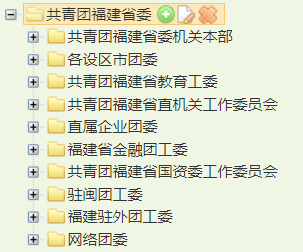 共青团福建省委
共青团福建省委机关本部
各设区市团委
共青团福建省教育工委
共青团福建省直机关工作委员会
直属企业团委
福建省金融团工委
共青团福建省国资委工作委员会
驻闽团工委
福建驻外团工委
网络团委